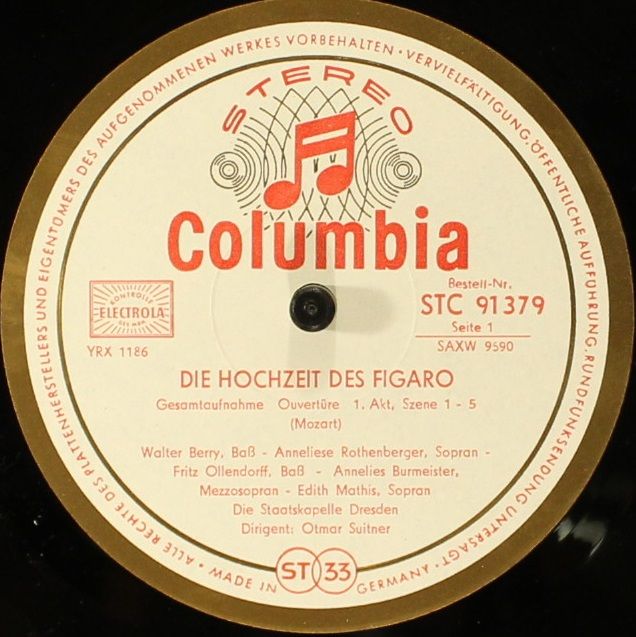 ALLE RECHTE DES PLATTENHERSTELLERS UND EIGENTÜMERS DES AUFGENOMMENEN WERKES VORBEHALTEN · VERVIELFÄLTIGUNG, ÖFFENTLICHE AUFFÜHRUNG, RUNDFUNKSENDUNG UNTERSAGT ·
STEREO
Columbia
ELECTROLA
YRX 1186
Bestell-Nr.
STC 91379
Seite 1
SAXW 9590
DIE HOCHZEIT DES FIGARO
Gesamtaufnahme Ouvertüre 1. Akt, Szene 1 - 5
(Mozart)
Walter Berry, Baß - Anneliese Rothenberger, Sopran -
Fritz Ollendorff, Baß - Annelies Burmeister,
Mezzosopran - Edith Mathis, Sopran
Die Staatskapelle Dresden
Dirigent: Otmar Suitner
MADE IN GERMANY
ST 33